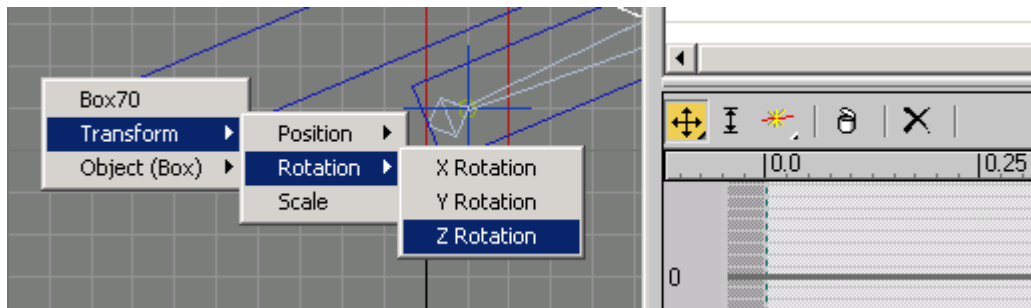 Box70
Transform
Object (Box)
Position
Rotation
Scale
X Rotation
Y Rotation
Z Rotation
0.0
0.25
0